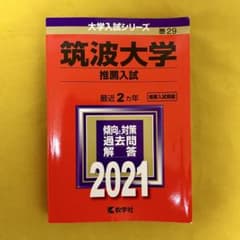 大学入試シリーズ
29
筑波大学
推薦入試
最近2カ年
傾向と対策
過去問
解答
2021
教学社